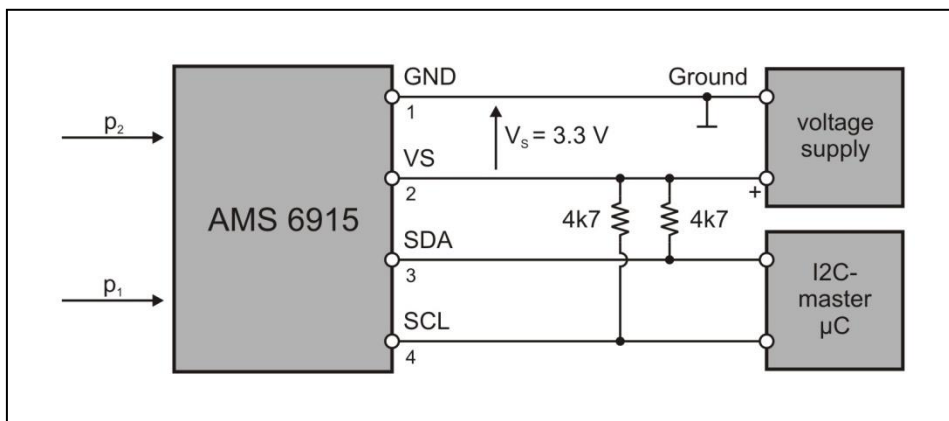 GND
Ground
1
p₂
Vₛ = 3.3 V
voltage
supply
VS
2
+
AMS 6915
4k7
4k7
SDA
3
I2C-
master
µC
p₁
SCL
4